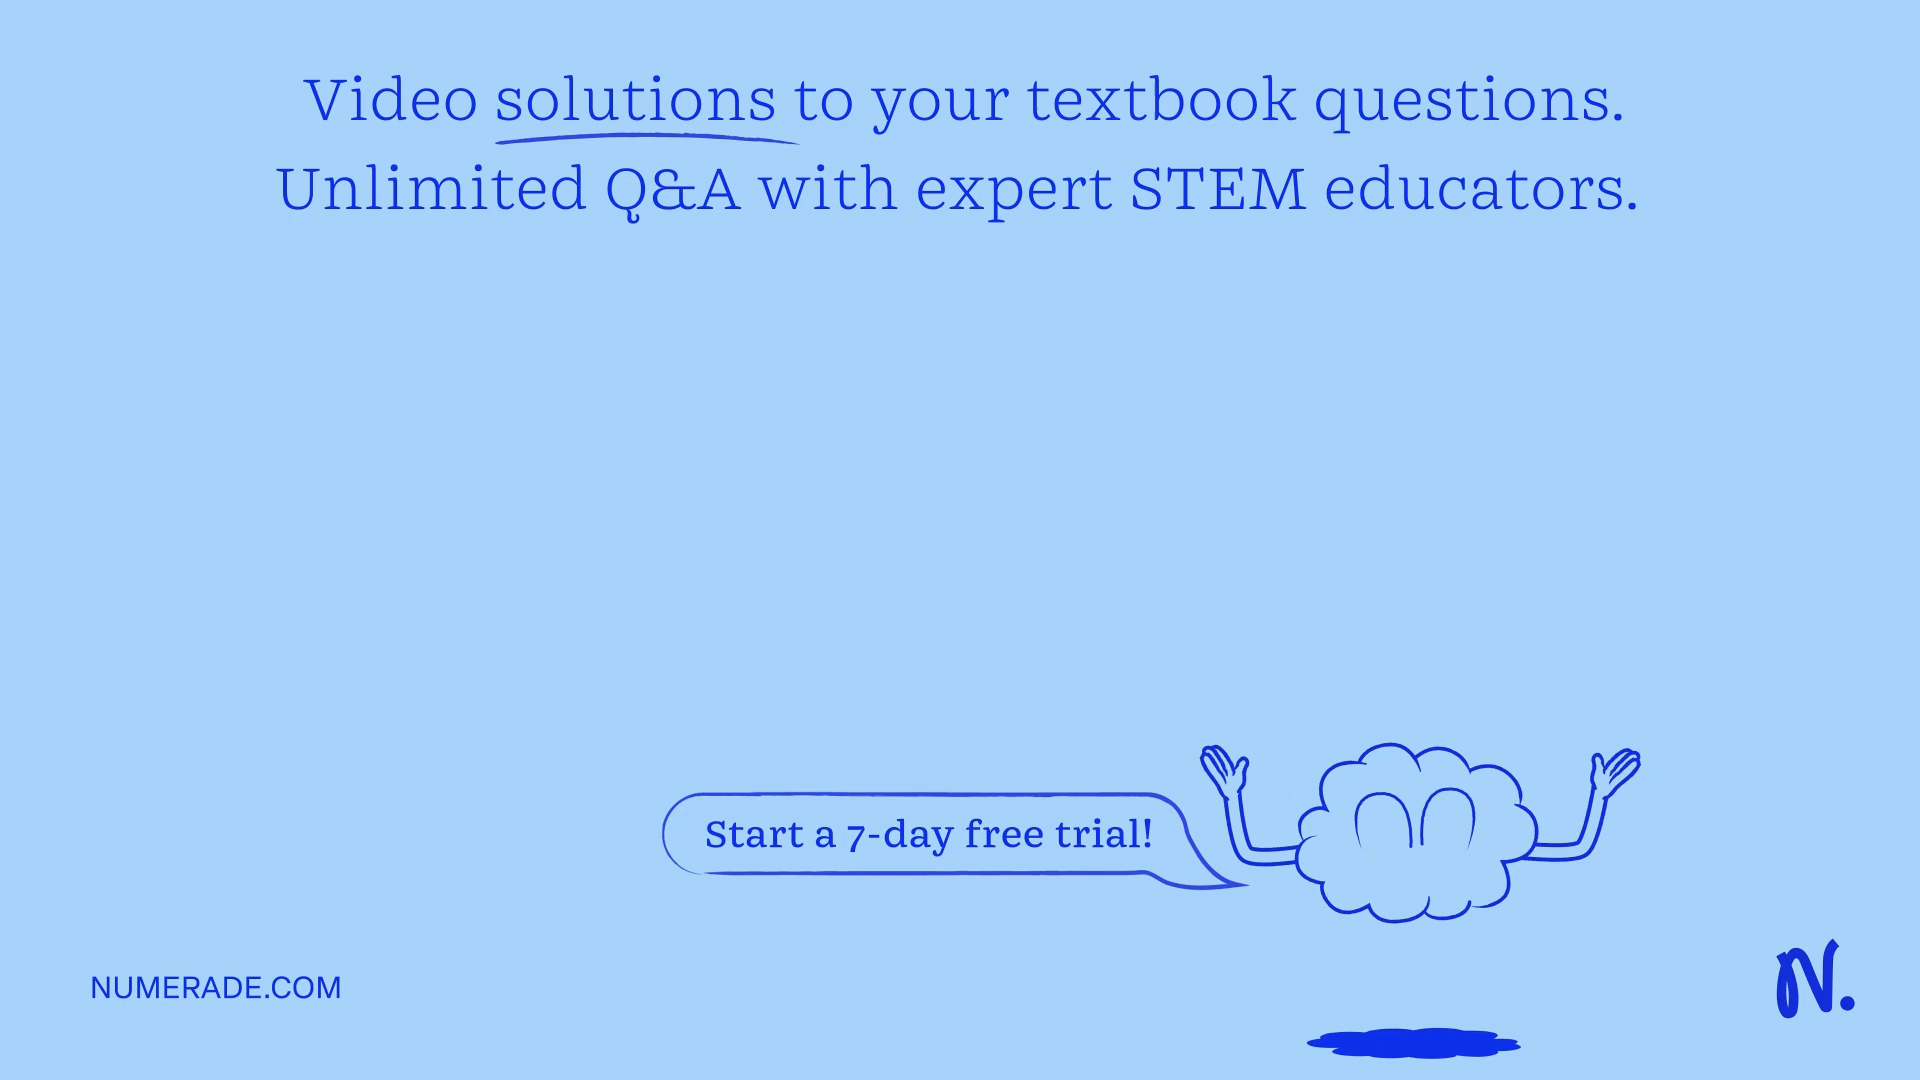 Video solutions to your textbook questions.
Unlimited Q&A with expert STEM educators.
Start a 7-day free trial!
NUMERADE.COM
N.